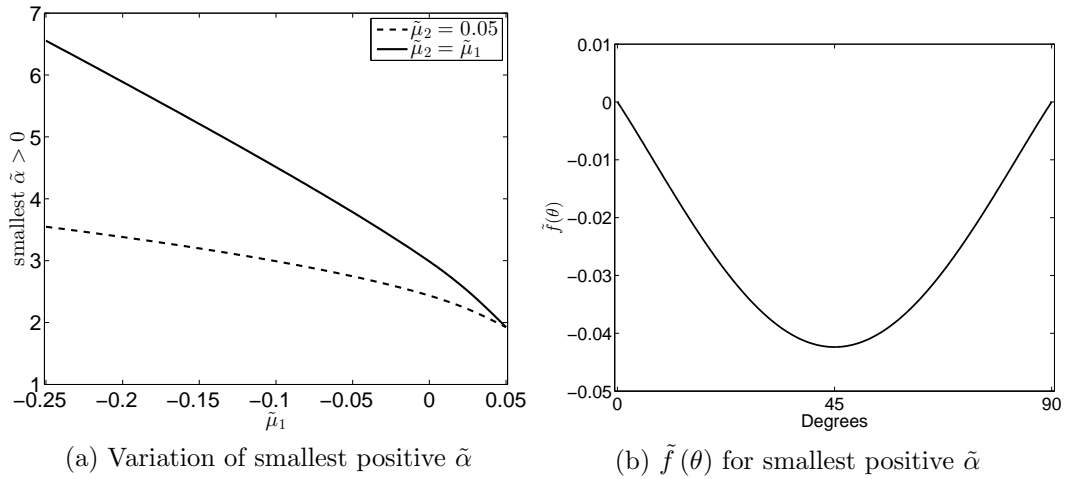 7
6
5
4
3
2
1
smallest α̃ > 0
−0.25 −0.2 −0.15 −0.1 −0.05 0 0.05
μ̃₁
μ̃₂ = 0.05
μ̃₂ = μ̃₁
(a) Variation of smallest positive α̃
0.01
0
−0.01
−0.02
−0.03
−0.04
−0.05
f̃(θ)
0 45 90
Degrees
(b) f̃ (θ) for smallest positive α̃